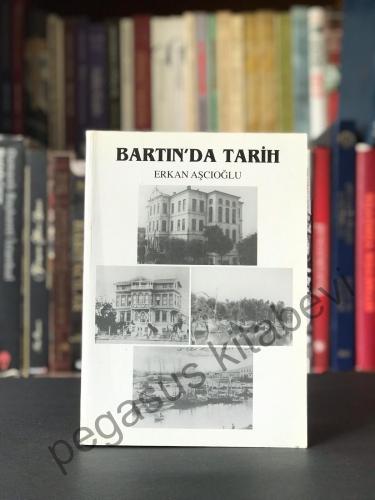 BARTIN'DA TARİH
ERKAN AŞCIOĞLU
pegasus kitabevi